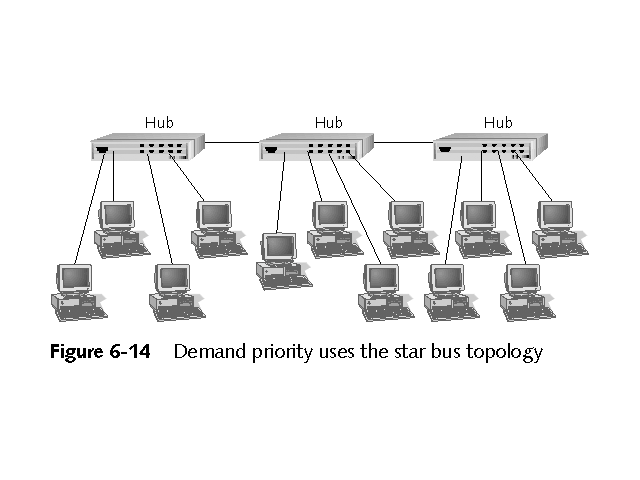 Hub
Hub
Hub
Figure 6-14 Demand priority uses the star bus topology